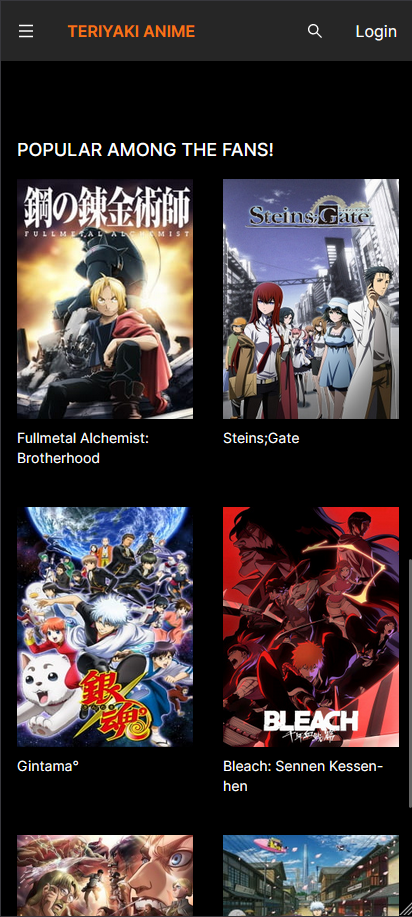 TERIYAKI ANIME
Login
POPULAR AMONG THE FANS!
鋼の錬金術師
FULLMETAL ALCHEMIST
Steins;Gate
Fullmetal Alchemist:
Brotherhood
Steins;Gate
銀魂°
BLEACH
千年血戦篇
Gintama°
Bleach: Sennen Kessen-
hen